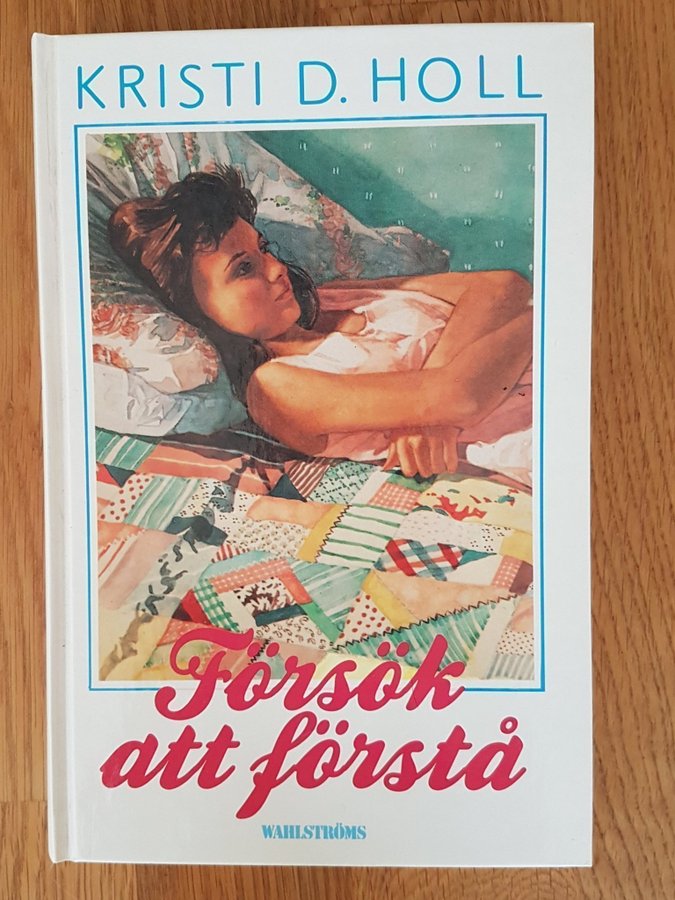 KRISTI D. HOLL
Försök
att förstå
WAHLSTRÖMS